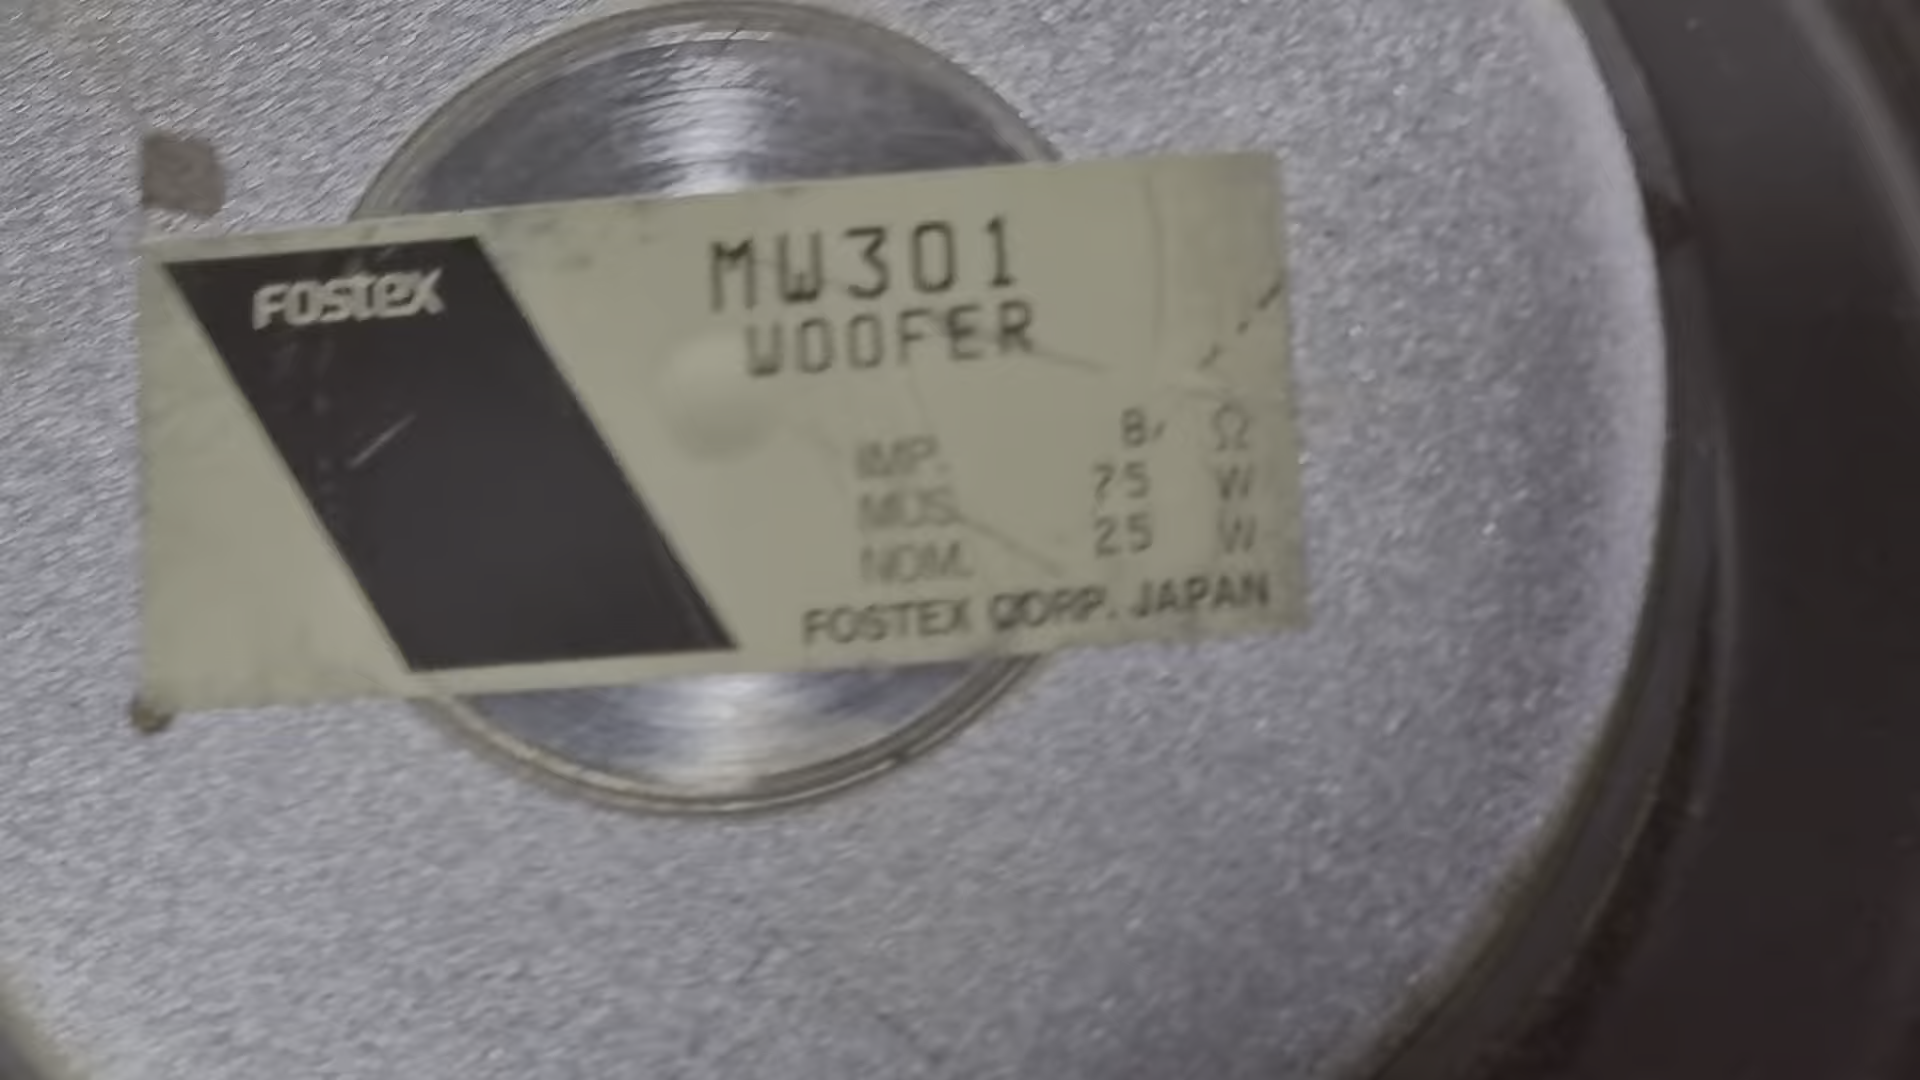 Fostex
MW301
WOOFER
IMP. 8 Ω
MUS. 75 W
NOM. 25 W
FOSTEX CORP. JAPAN